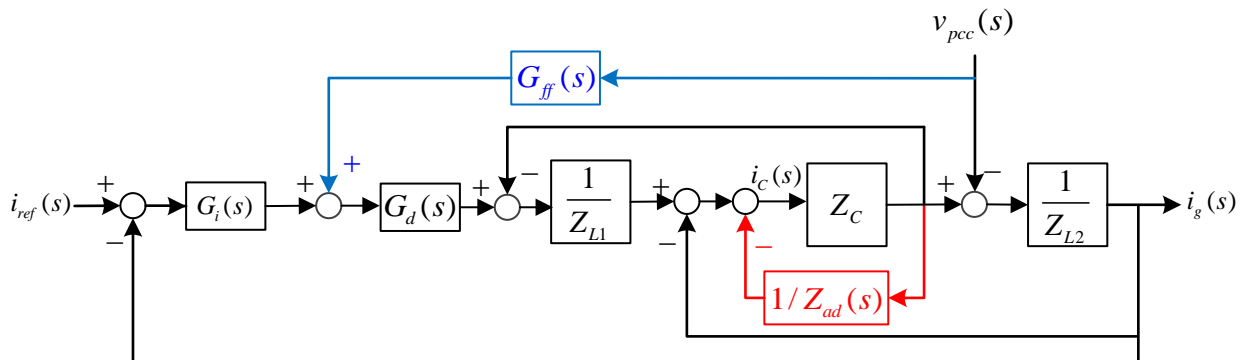 v_pcc(s)
G_ff(s)
+
i_ref(s)
+
−
G_i(s)
+
G_d(s)
+
−
1
Z_L1
+
−
i_C(s)
−
Z_C
+
−
1
Z_L2
i_g(s)
1/Z_ad(s)